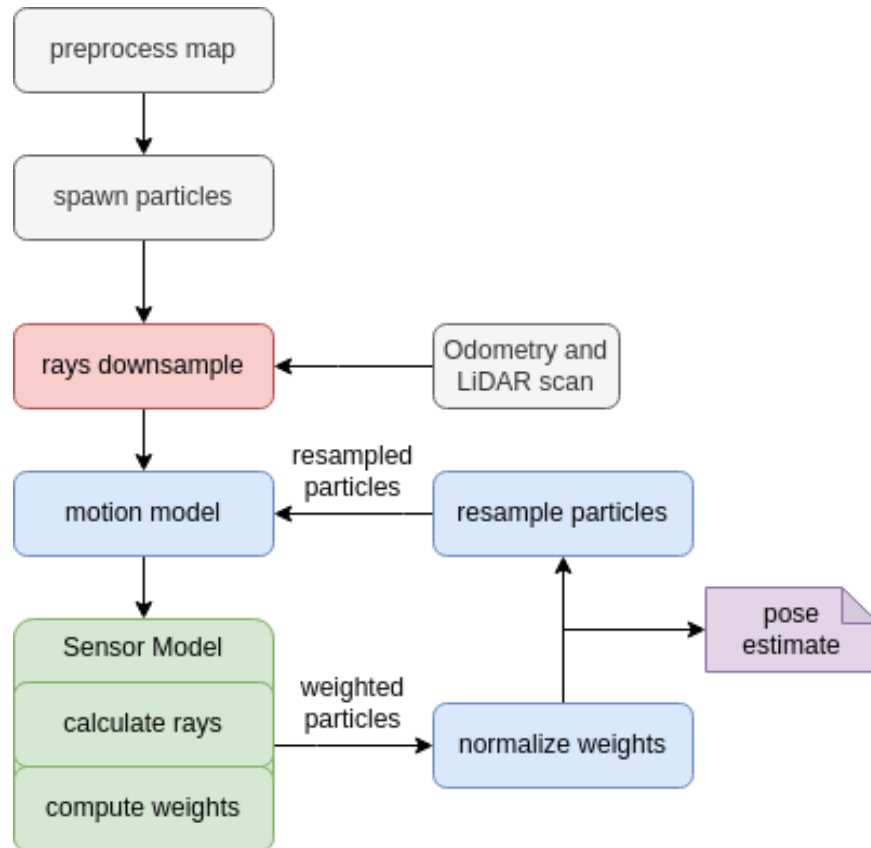 preprocess map
spawn particles
rays downsample
Odometry and
LiDAR scan
resampled
particles
motion model
resample particles
pose
estimate
Sensor Model
weighted
particles
calculate rays
normalize weights
compute weights